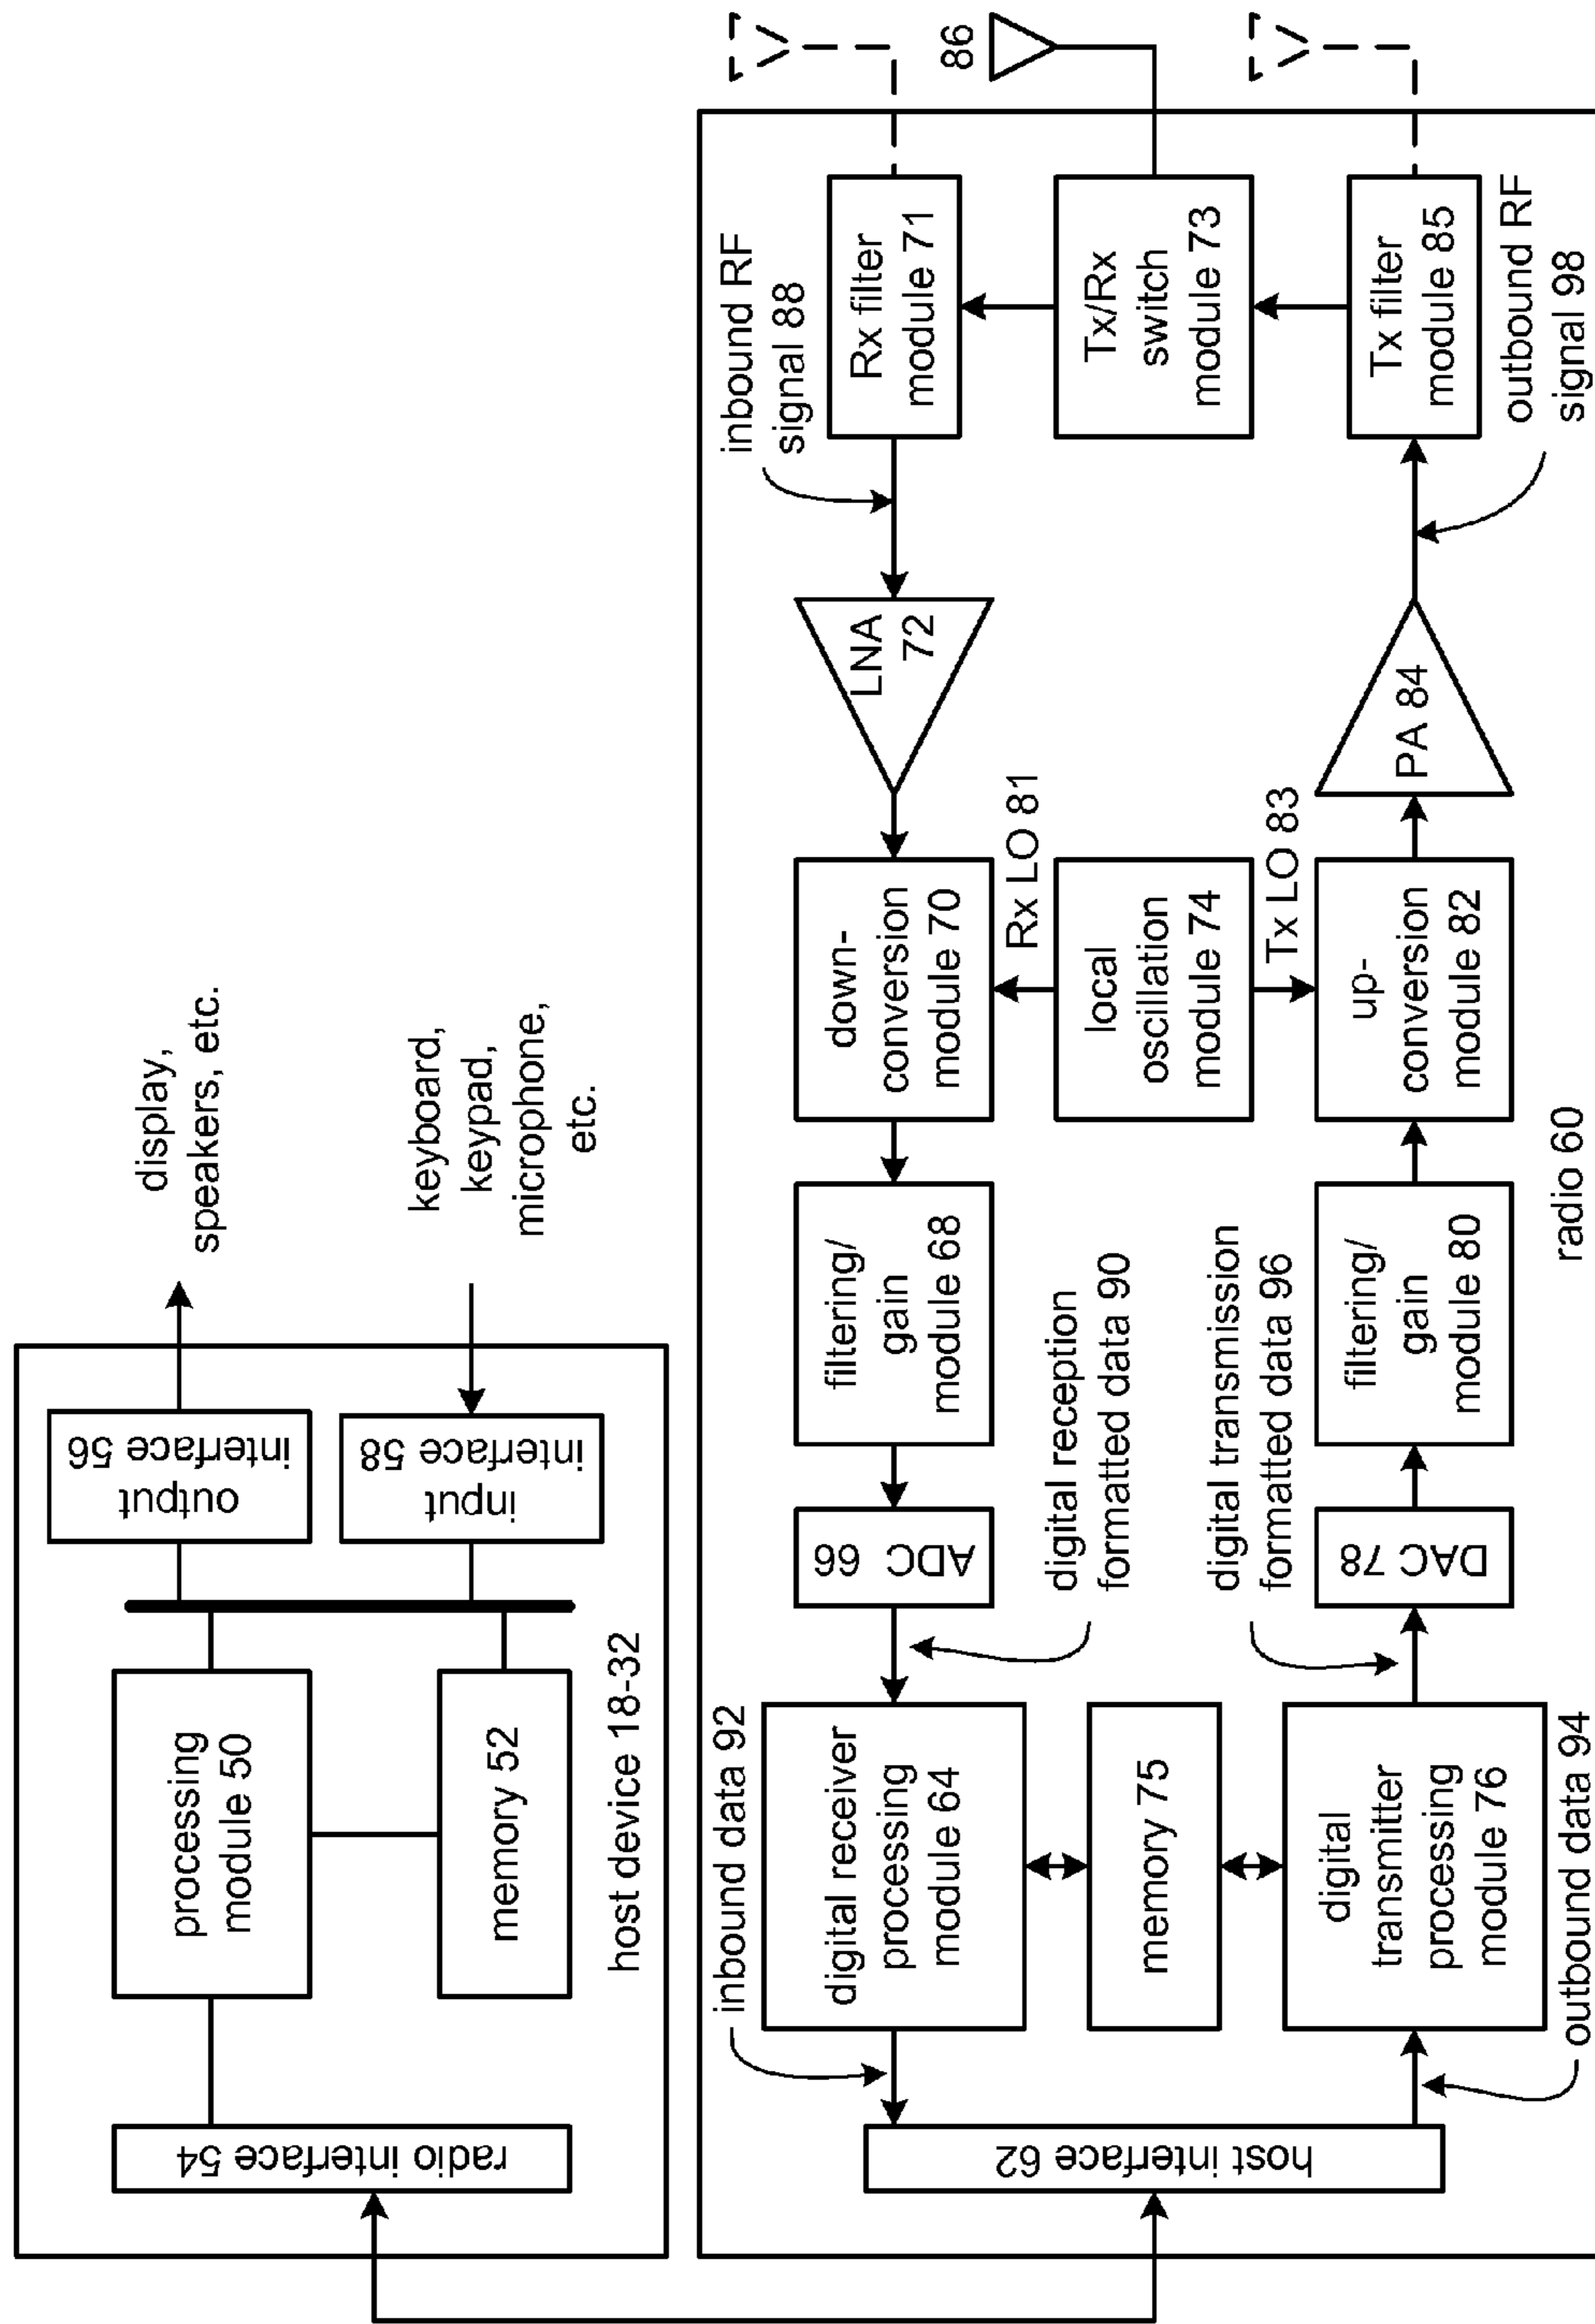 radio interface 54
processing
module 50
memory 52
output
interface 56
input
interface 58
display,
speakers, etc.
keyboard,
keypad,
microphone,
etc.
host device 18-32
host interface 62
inbound data 92
digital receiver
processing
module 64
memory 75
digital
transmitter
processing
module 76
outbound data 94
ADC 66
digital reception
formatted data 90
digital transmission
formatted data 96
DAC 78
filtering/
gain
module 68
filtering/
gain
module 80
down-
conversion
module 70
Rx LO 81
local
oscillation
module 74
Tx LO 83
up-
conversion
module 82
LNA
72
PA 84
inbound RF
signal 88
Rx filter
module 71
Tx/Rx
switch
module 73
Tx filter
module 85
outbound RF
signal 98
86
radio 60